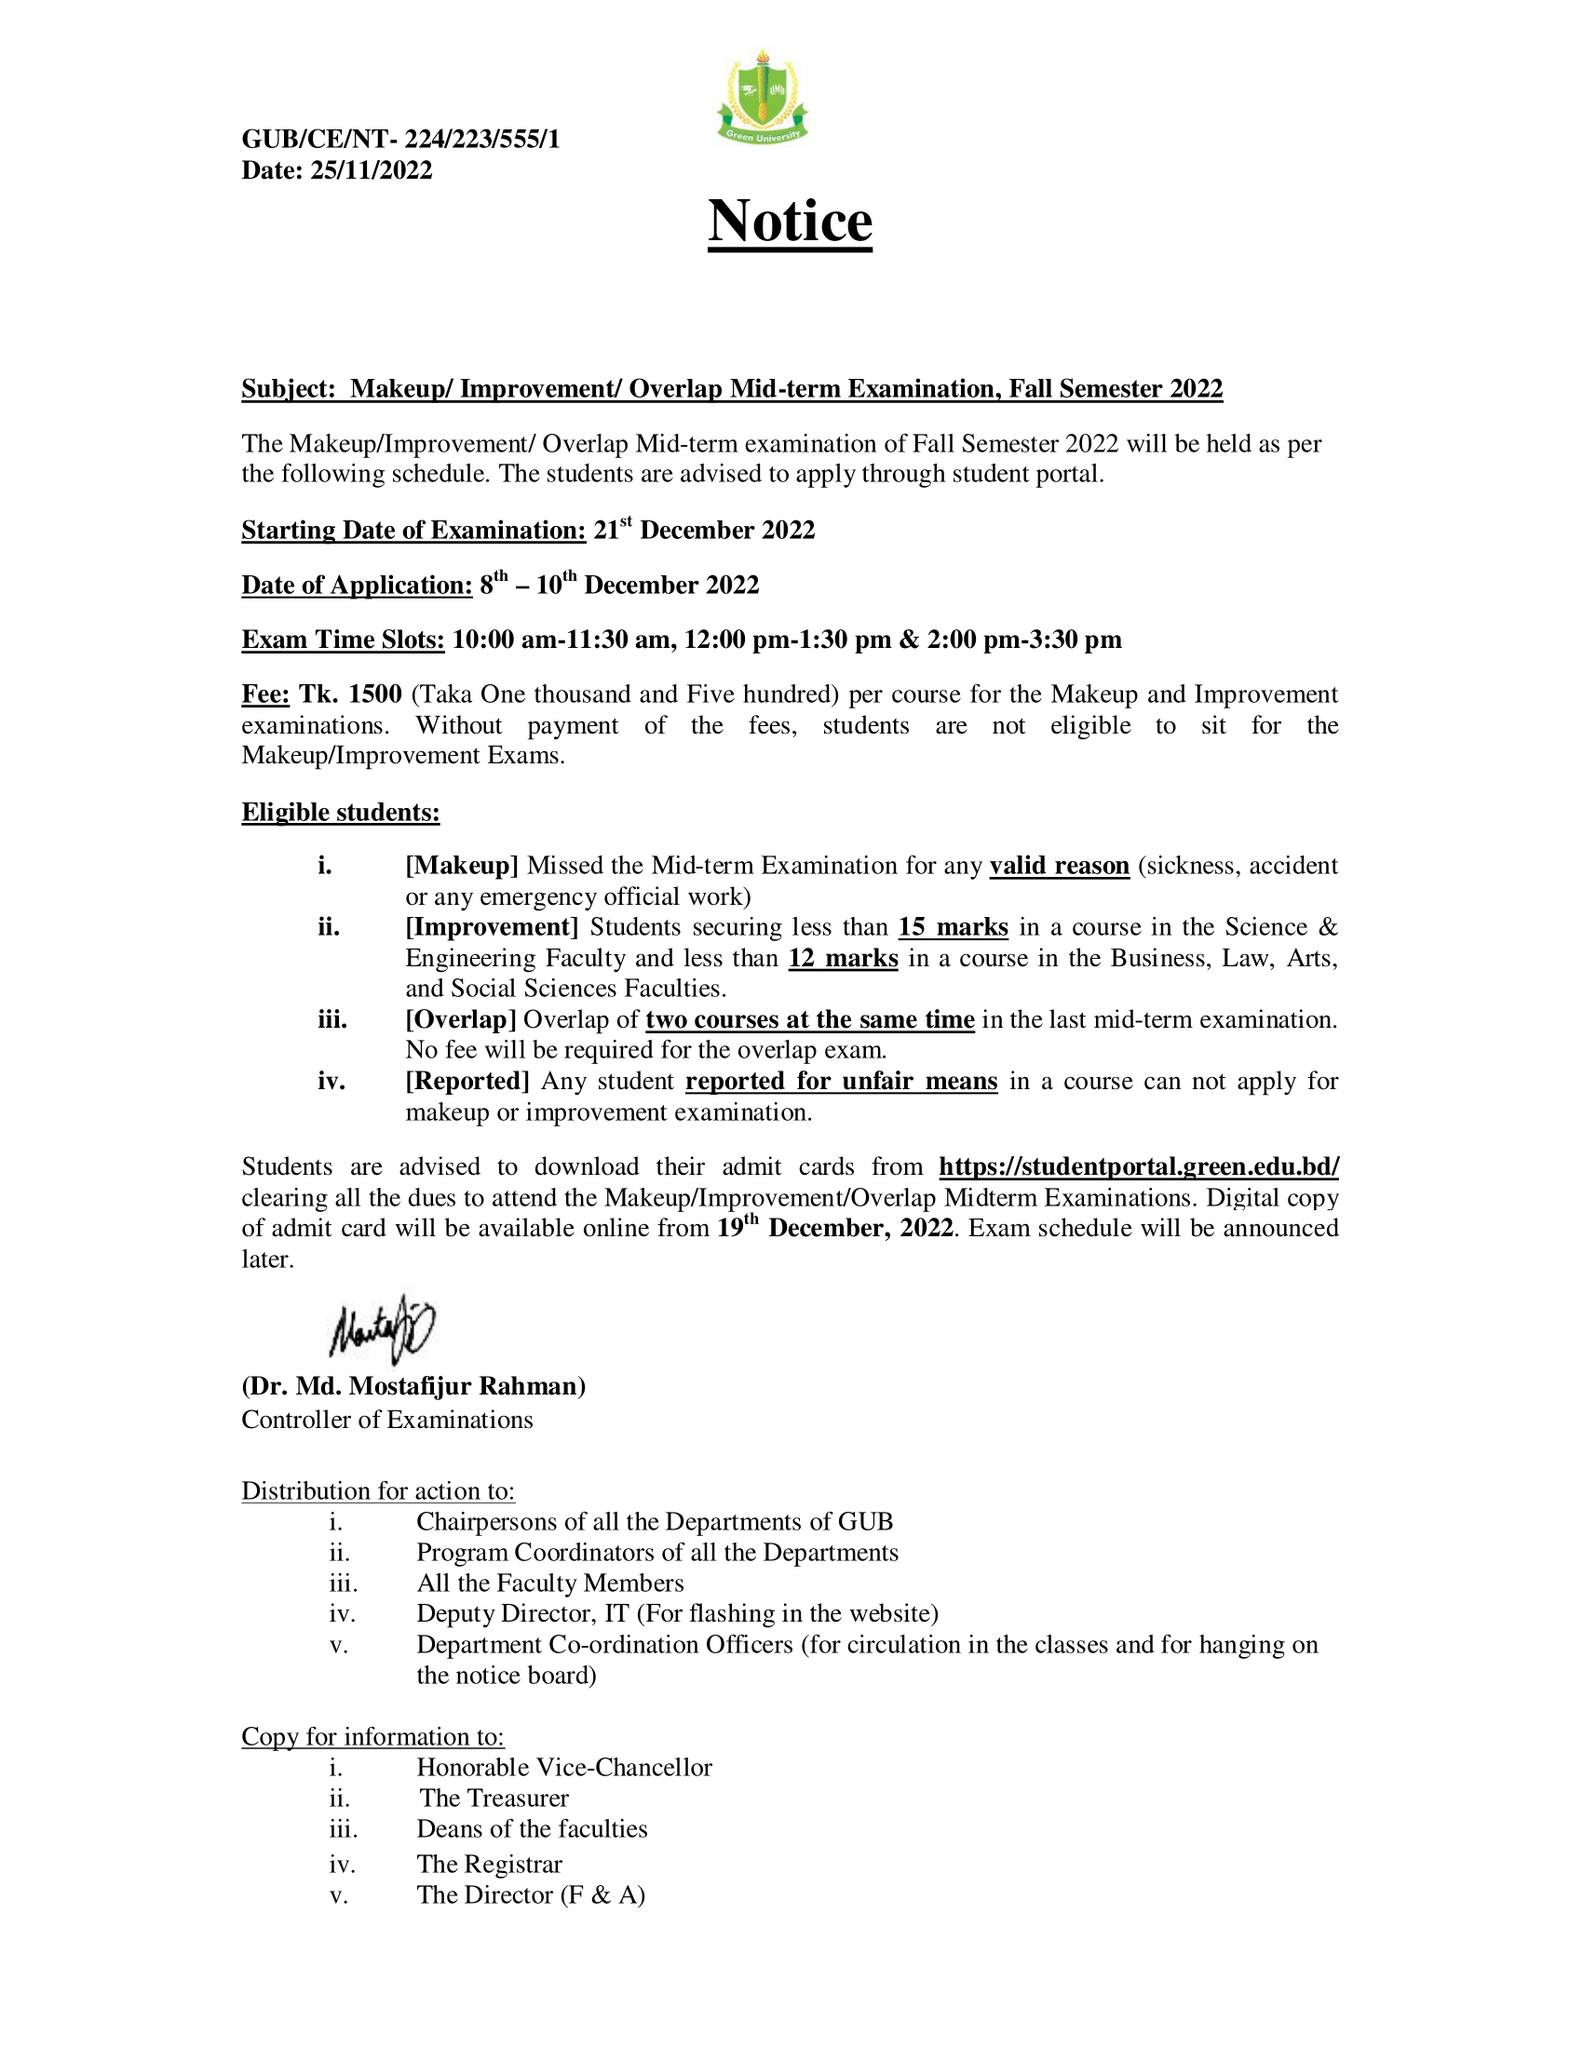 Green University
GUB/CE/NT- 224/223/555/1
Date: 25/11/2022
Notice
Subject: Makeup/ Improvement/ Overlap Mid-term Examination, Fall Semester 2022
The Makeup/Improvement/ Overlap Mid-term examination of Fall Semester 2022 will be held as per
the following schedule. The students are advised to apply through student portal.
Starting Date of Examination: 21st December 2022
Date of Application: 8th – 10th December 2022
Exam Time Slots: 10:00 am-11:30 am, 12:00 pm-1:30 pm & 2:00 pm-3:30 pm
Fee: Tk. 1500 (Taka One thousand and Five hundred) per course for the Makeup and Improvement
examinations. Without payment of the fees, students are not eligible to sit for the
Makeup/Improvement Exams.
Eligible students:
i. [Makeup] Missed the Mid-term Examination for any valid reason (sickness, accident
or any emergency official work)
ii. [Improvement] Students securing less than 15 marks in a course in the Science &
Engineering Faculty and less than 12 marks in a course in the Business, Law, Arts,
and Social Sciences Faculties.
iii. [Overlap] Overlap of two courses at the same time in the last mid-term examination.
No fee will be required for the overlap exam.
iv. [Reported] Any student reported for unfair means in a course can not apply for
makeup or improvement examination.
Students are advised to download their admit cards from https://studentportal.green.edu.bd/
clearing all the dues to attend the Makeup/Improvement/Overlap Midterm Examinations. Digital copy
of admit card will be available online from 19th December, 2022. Exam schedule will be announced
later.
(Dr. Md. Mostafijur Rahman)
Controller of Examinations
Distribution for action to:
i. Chairpersons of all the Departments of GUB
ii. Program Coordinators of all the Departments
iii. All the Faculty Members
iv. Deputy Director, IT (For flashing in the website)
v. Department Co-ordination Officers (for circulation in the classes and for hanging on
the notice board)
Copy for information to:
i. Honorable Vice-Chancellor
ii. The Treasurer
iii. Deans of the faculties
iv. The Registrar
v. The Director (F & A)